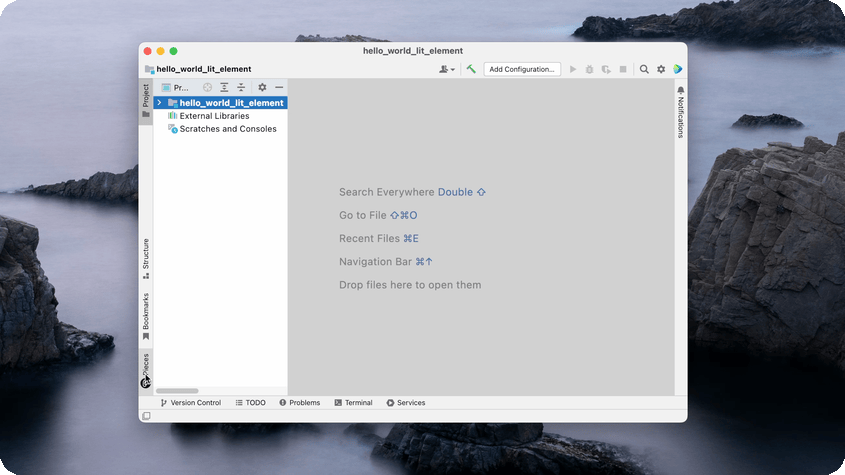 hello_world_lit_element
hello_world_lit_element
Add Configuration...
Project
Pr...
hello_world_lit_element
External Libraries
Scratches and Consoles
Structure
Bookmarks
Pieces
Search Everywhere Double ⇧
Go to File ⇧⌘O
Recent Files ⌘E
Navigation Bar ⌘↑
Drop files here to open them
Notifications
Version Control
TODO
Problems
Terminal
Services